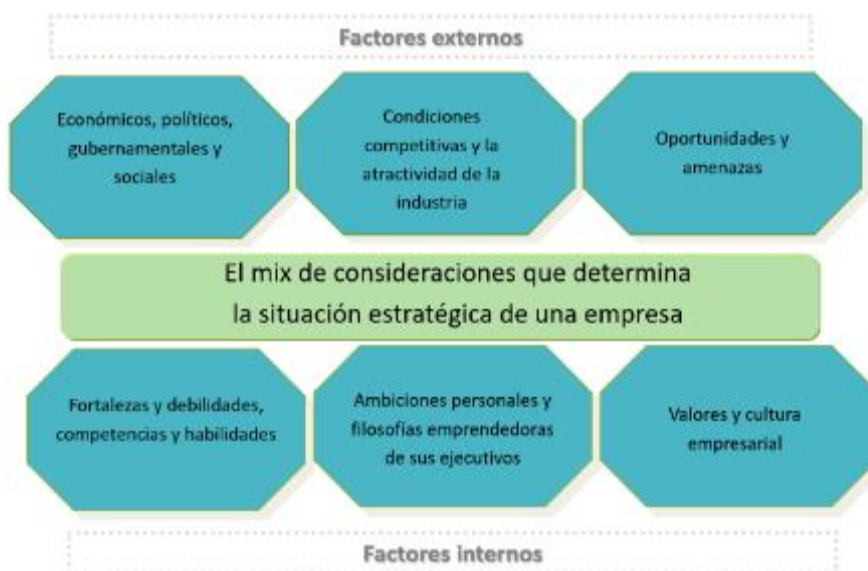 Factores externos
Económicos, políticos,
gubernamentales y
sociales
Condiciones
competitivas y la
atractividad de la
industria
Oportunidades y
amenazas
El mix de consideraciones que determina
la situación estratégica de una empresa
Fortalezas y debilidades,
competencias y habilidades
Ambiciones personales y
filosofías emprendedoras
de sus ejecutivos
Valores y cultura
empresarial
Factores internos